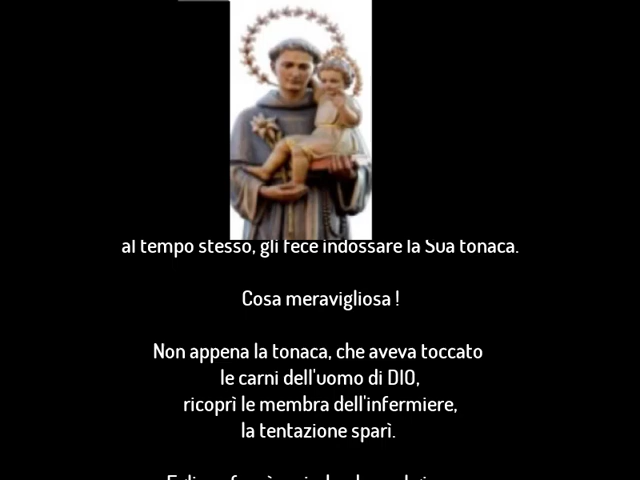 al tempo stesso, gli fece indossare la Sua tonaca.
Cosa meravigliosa !
Non appena la tonaca, che aveva toccato
le carni dell'uomo di DIO,
ricoprì le membra dell'infermiere,
la tentazione sparì.